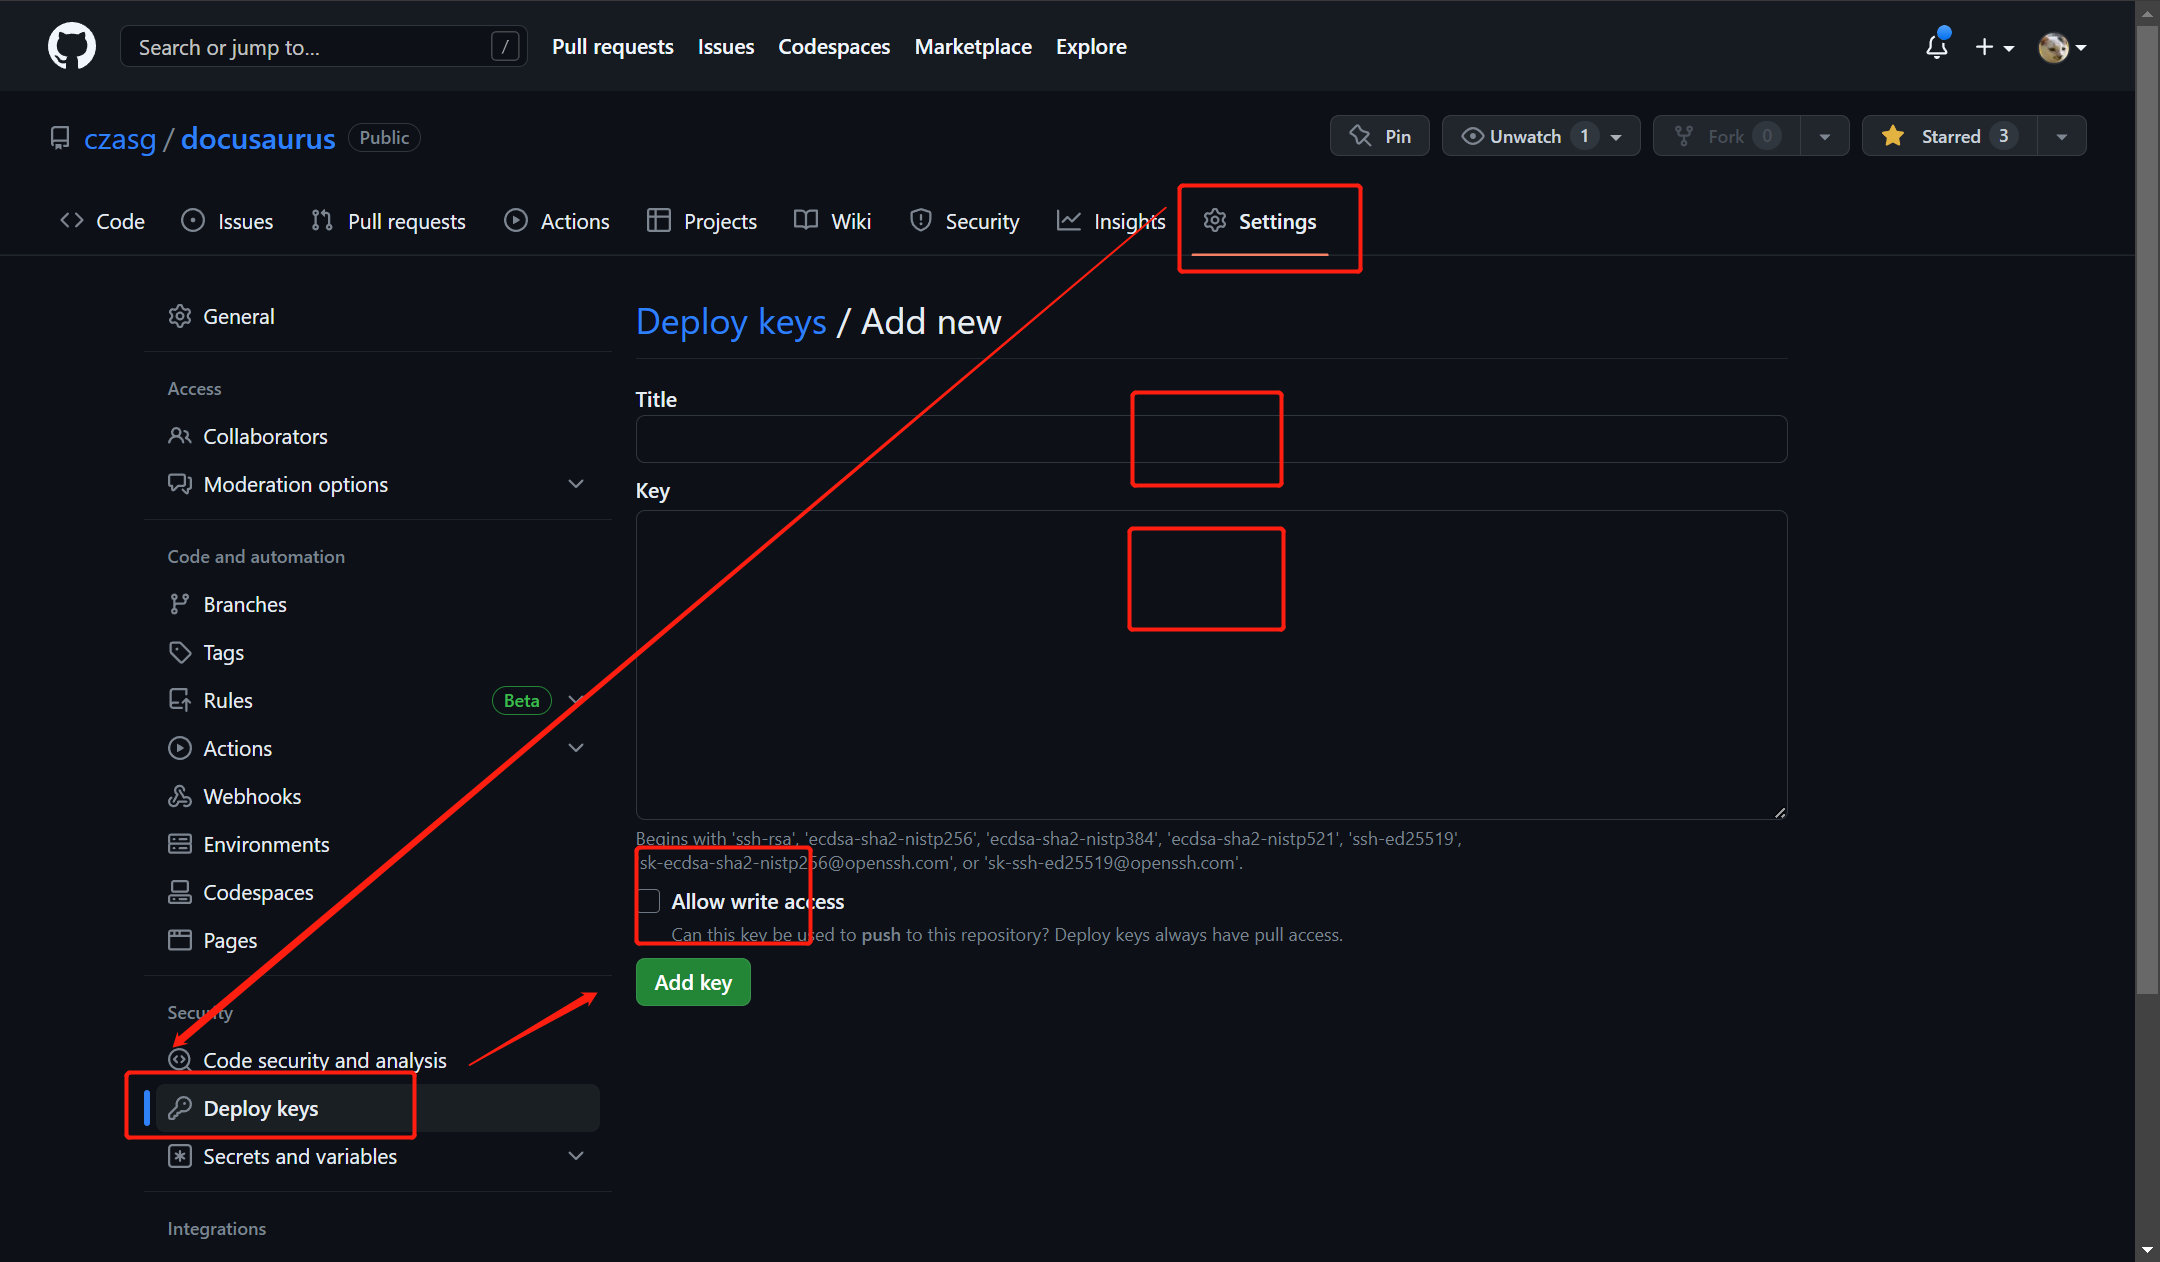 Search or jump to... /
Pull requests Issues Codespaces Marketplace Explore
czasg / docusaurus Public
Pin Unwatch 1 Fork 0 Starred 3
Code Issues Pull requests Actions Projects Wiki Security Insights Settings
General
Access
Collaborators
Moderation options
Code and automation
Branches
Tags
Rules Beta
Actions
Webhooks
Environments
Codespaces
Pages
Security
Code security and analysis
Deploy keys
Secrets and variables
Integrations
Deploy keys / Add new
Title
Key
Begins with 'ssh-rsa', 'ecdsa-sha2-nistp256', 'ecdsa-sha2-nistp384', 'ecdsa-sha2-nistp521', 'ssh-ed25519',
'sk-ecdsa-sha2-nistp256@openssh.com', or 'sk-ssh-ed25519@openssh.com'.
Allow write access
Can this key be used to push to this repository? Deploy keys always have pull access.
Add key